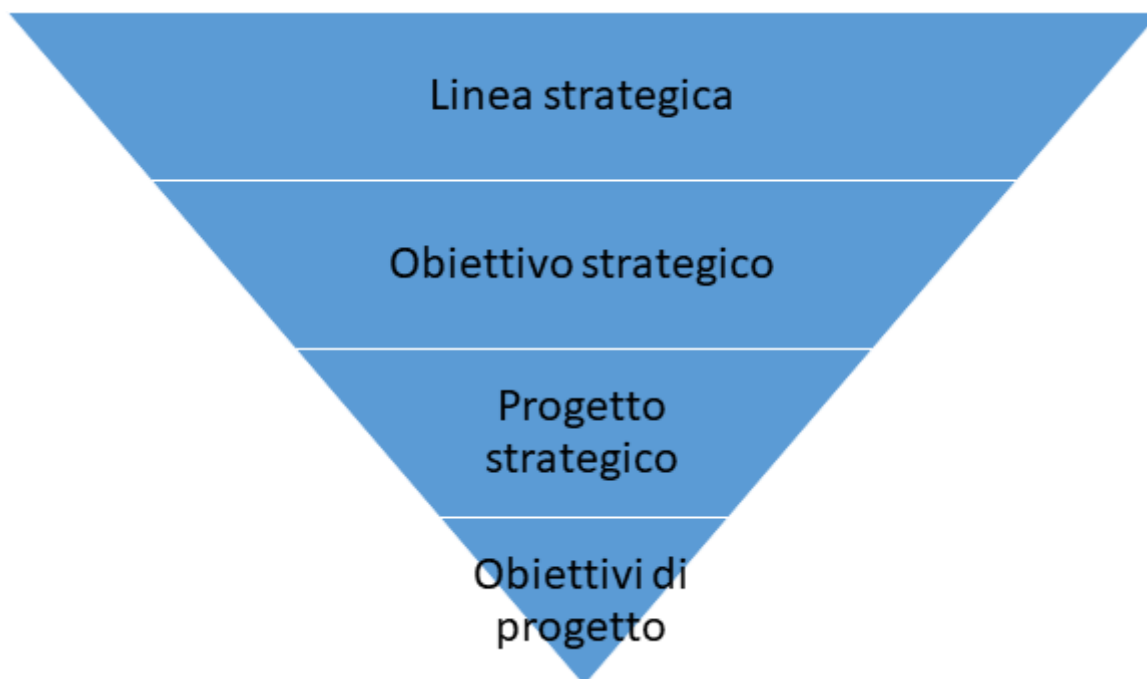 Linea strategica
Obiettivo strategico
Progetto
strategico
Obiettivi di
progetto